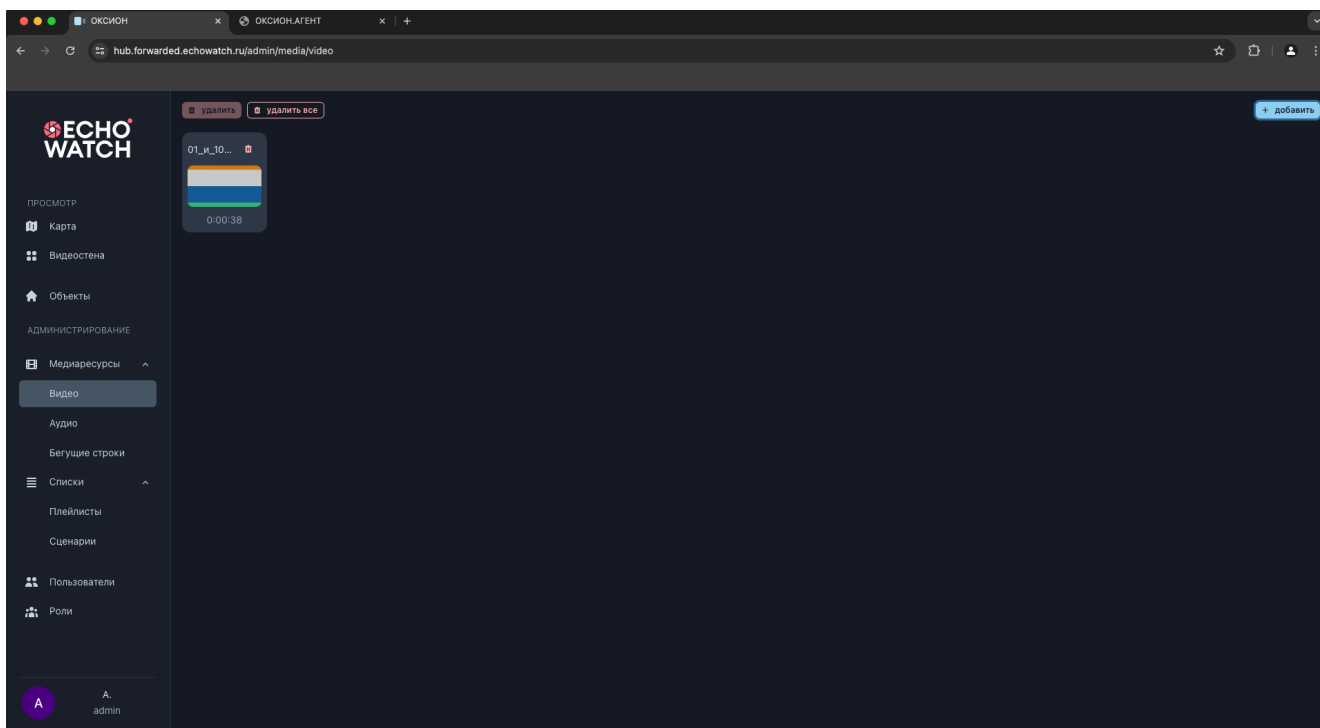 ОКСИОН
ОКСИОН.АГЕНТ
hub.forwarded.echowatch.ru/admin/media/video
удалить
удалить все
+ добавить
ECHO
WATCH
01_и_10...
0:00:38
ПРОСМОТР
Карта
Видеостена
Объекты
АДМИНИСТРИРОВАНИЕ
Медиаресурсы
Видео
Аудио
Бегущие строки
Списки
Плейлисты
Сценарии
Пользователи
Роли
A
A.
admin